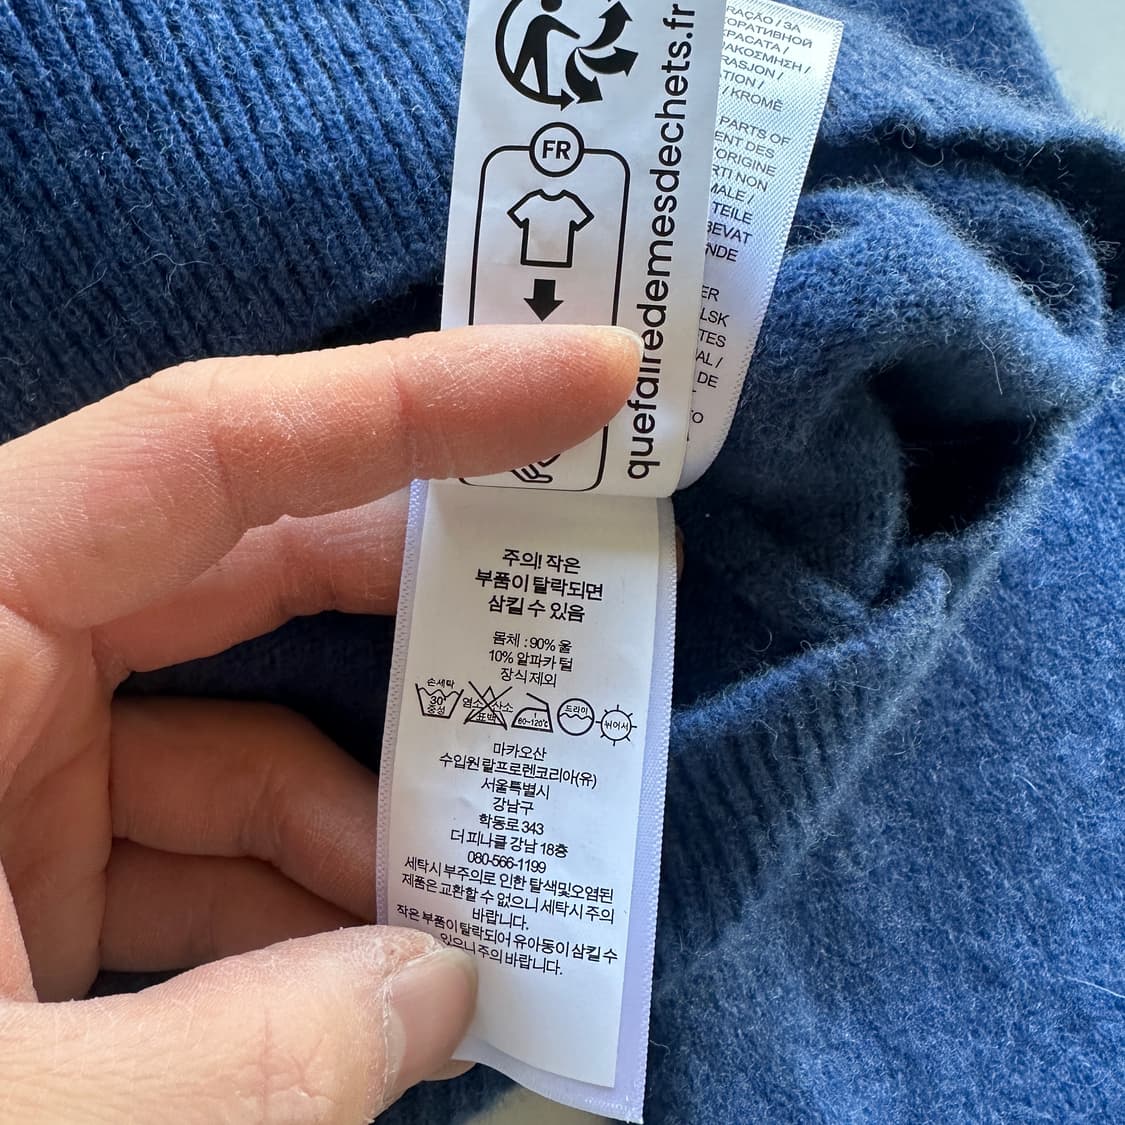 FR
quefairedemesdechets.fr
RAÇÃO / ЗА
ОРАТИВНОЙ
РАСАТА /
ΙΑΚΟΣΜΗΣΗ /
RASJON /
TION /
/ KROMĚ
PARTS OF
ENT DES
'ORIGINE
RTI NON
MALE /
TEILE
BEVAT
NDE
ER
LSK
TES
AL /
DE
TO
주의! 작은
부품이 탈락되면
삼킬 수 있음
몸체 : 90% 울
10% 알파카 털
장식 제외
손세탁
30°
중성
염소 산소
표백
60~120℃
드라이
뉘어서
마카오산
수입원 랄프로렌코리아(유)
서울특별시
강남구
학동로 343
더 피나클 강남 18층
080-566-1199
세탁시 부주의로 인한 탈색및오염된
제품은 교환할 수 없으니 세탁시 주의
바랍니다.
작은 부품이 탈락되어 유아동이 삼킬 수
있으니 주의 바랍니다.